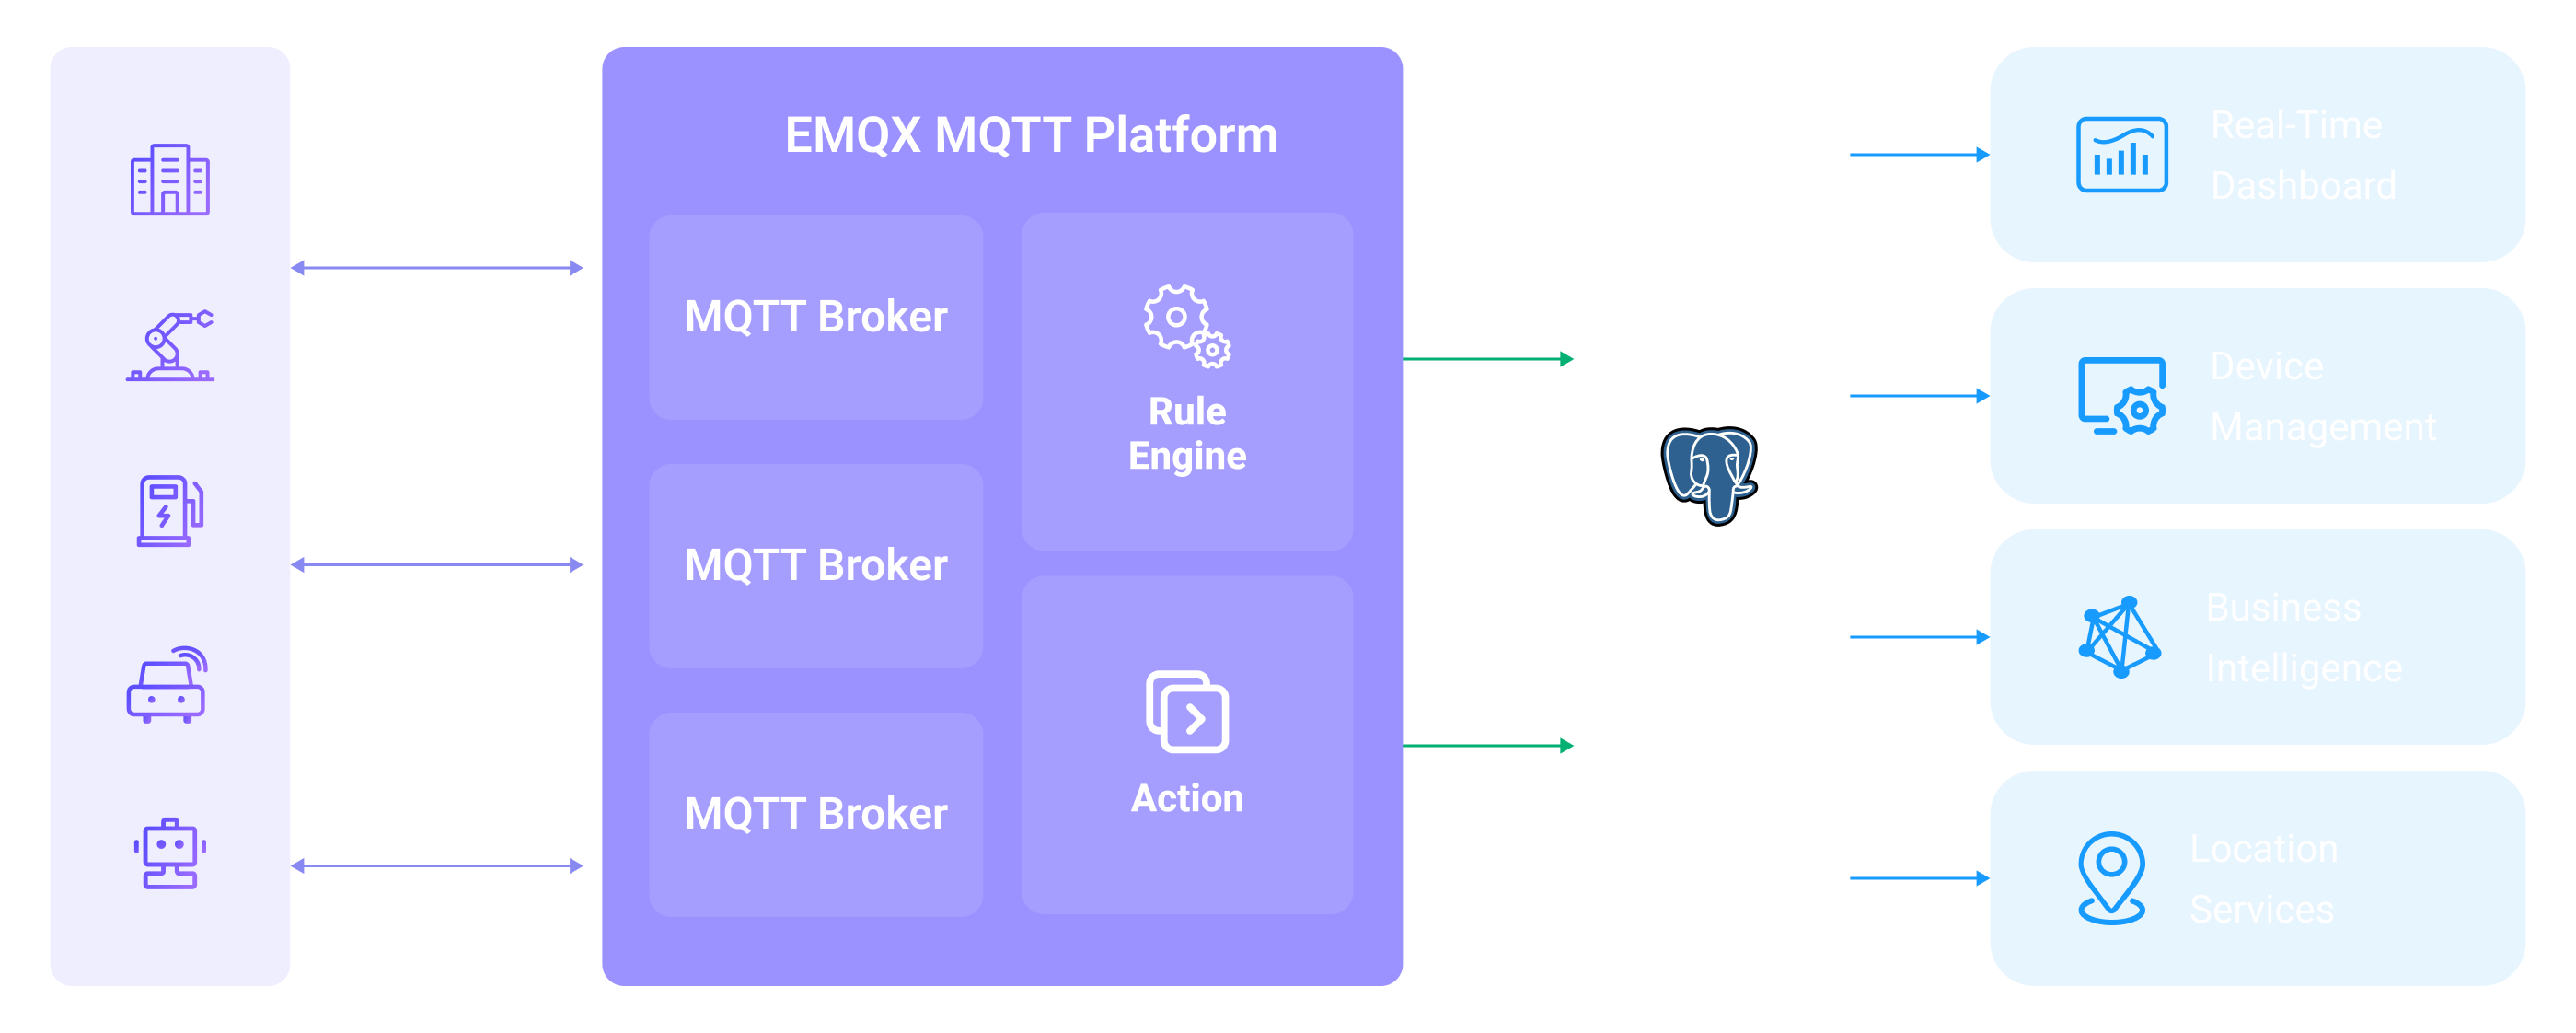 EMQX MQTT Platform
MQTT Broker
MQTT Broker
MQTT Broker
Rule
Engine
Action
Real-Time
Dashboard
Device
Management
Business
Intelligence
Location
Services